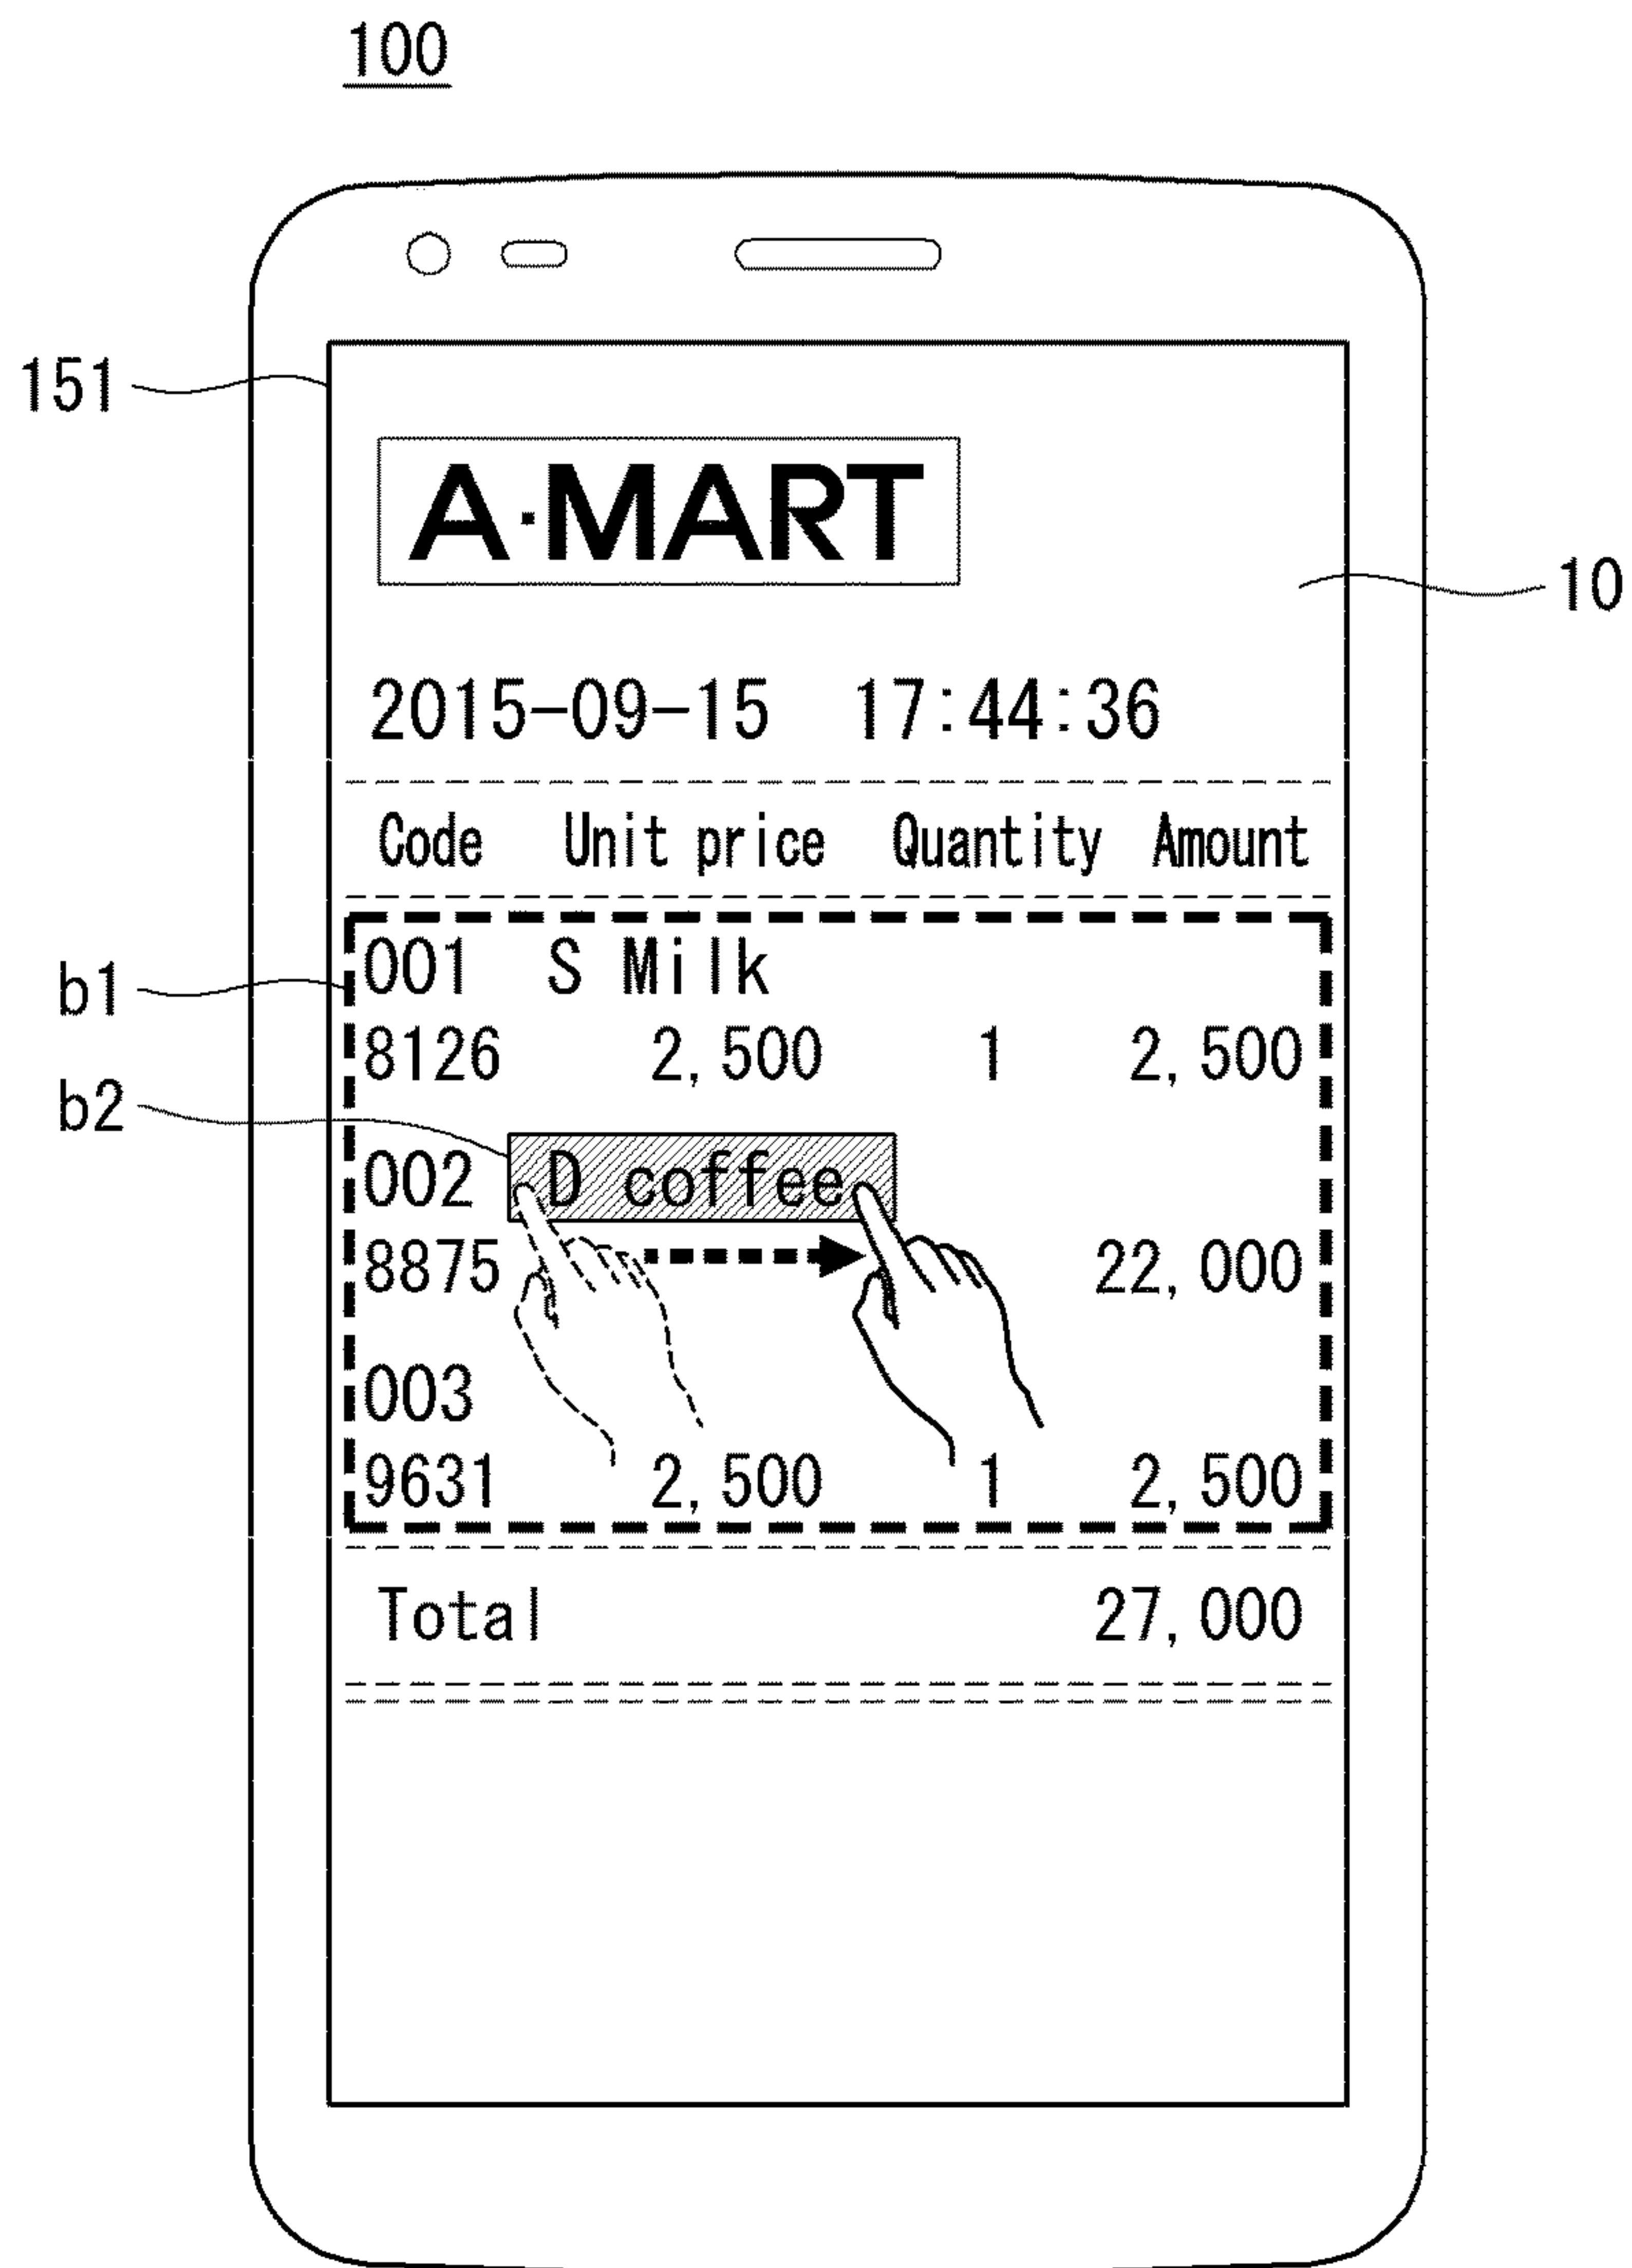 100
151
A·MART
10
2015-09-15 17:44:36
Code Unit price Quantity Amount
b1
001 S Milk
8126 2,500 1 2,500
b2
002 D coffee
8875 22,000
003
9631 2,500 1 2,500
Total 27,000